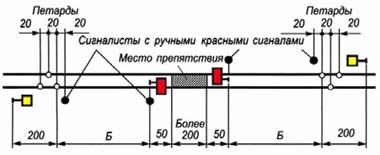 Петарды
Петарды
20 20 20
20 20 20
Сигналисты с ручными красными сигналами
Место препятствия
200
Б
50
Более
200
50
Б
200